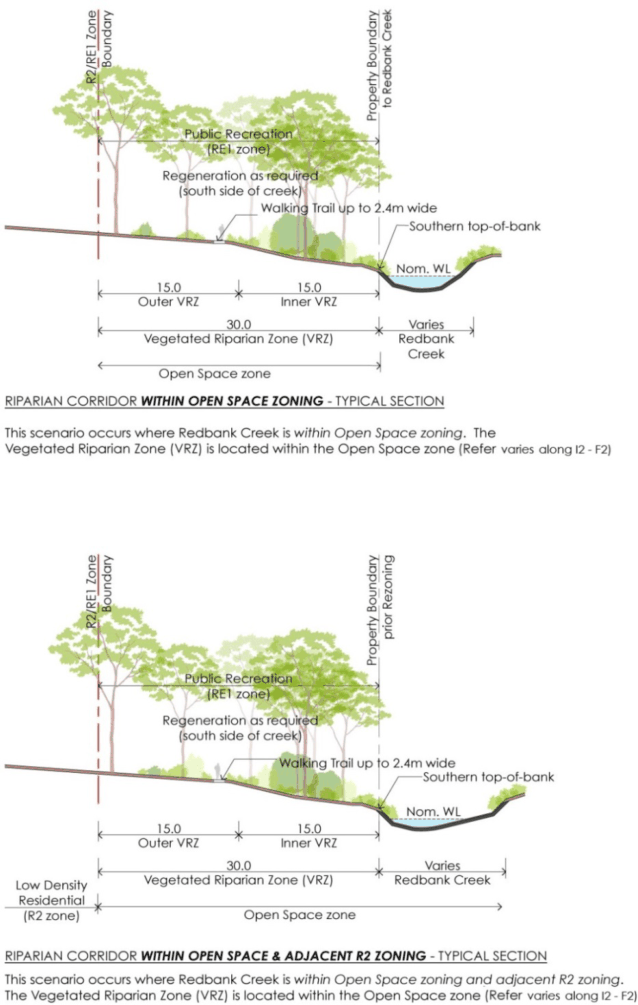 R2/RE1 Zone
Boundary
Property Boundary
to Redbank Creek
Public Recreation
(RE1 zone)
Regeneration as required
(south side of creek)
Walking Trail up to 2.4m wide
Southern top-of-bank
Nom. WL
15.0
Outer VRZ
15.0
Inner VRZ
30.0
Vegetated Riparian Zone (VRZ)
Varies
Redbank
Creek
Open Space zone
RIPARIAN CORRIDOR WITHIN OPEN SPACE ZONING - TYPICAL SECTION
This scenario occurs where Redbank Creek is within Open Space zoning. The
Vegetated Riparian Zone (VRZ) is located within the Open Space zone (Refer varies along I2 - F2)
R2/RE1 Zone
Boundary
Property Boundary
prior Rezoning
Public Recreation
(RE1 zone)
Regeneration as required
(south side of creek)
Walking Trail up to 2.4m wide
Southern top-of-bank
Nom. WL
15.0
Outer VRZ
15.0
Inner VRZ
30.0
Vegetated Riparian Zone (VRZ)
Varies
Redbank Creek
Low Density
Residential
(R2 zone)
Open Space zone
RIPARIAN CORRIDOR WITHIN OPEN SPACE & ADJACENT R2 ZONING - TYPICAL SECTION
This scenario occurs where Redbank Creek is within Open Space zoning and adjacent R2 zoning.
The Vegetated Riparian Zone (VRZ) is located within the Open Space zone (Refer varies along I2 - F2)